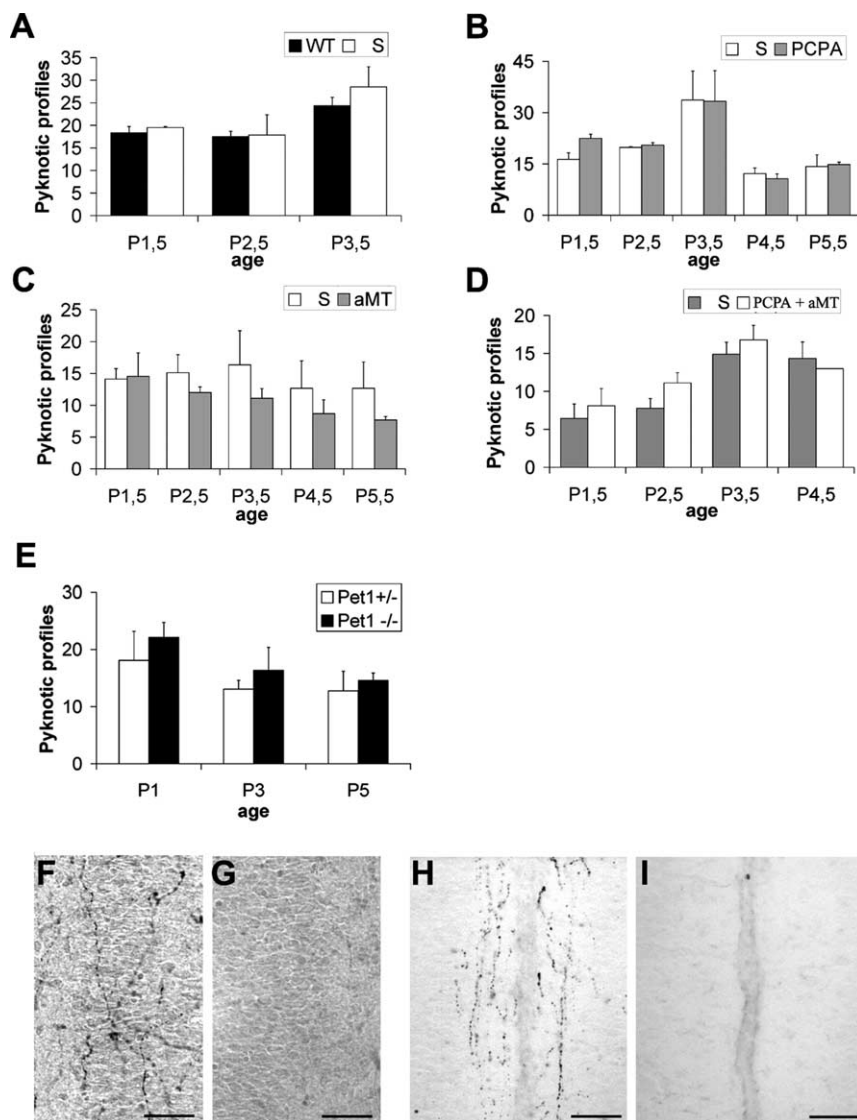 A
WT S
Pyknotic profiles
35
30
25
20
15
10
5
0
P1,5 P2,5 P3,5
age
B
S PCPA
Pyknotic profiles
45
30
15
0
P1,5 P2,5 P3,5 P4,5 P5,5
age
C
S aMT
Pyknotic profiles
25
20
15
10
5
0
P1,5 P2,5 P3,5 P4,5 P5,5
age
D
S PCPA + aMT
Pyknotic profiles
20
15
10
5
0
P1,5 P2,5 P3,5 P4,5
age
E
Pet1+/-
Pet1 -/-
Pyknotic profiles
30
20
10
0
P1 P3 P5
age
F G H I